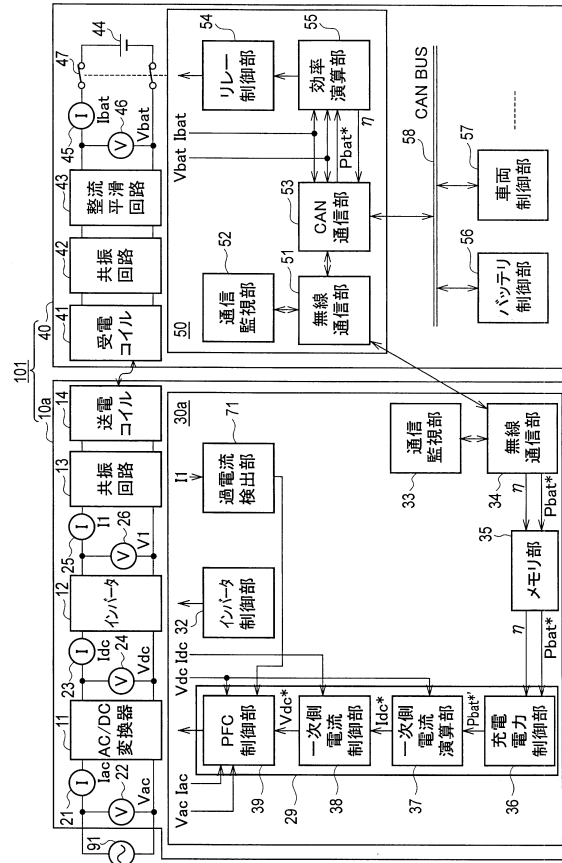 101
10a
40
91
21
Iac
22
Vac
11
AC/DC
変換器
23
Idc
24
Vdc
12
インバータ
25
I1
26
V1
13
共振
回路
14
送電
コイル
41
受電
コイル
42
共振
回路
43
整流
平滑
回路
45
Ibat
46
Vbat
47
44
I
V
I
V
I
V
I
V
30a
Vac Iac
Vdc Idc
I1
PFC
制御部
39
Vdc*
一次側
電流
制御部
38
Idc*
一次側
電流
演算部
37
Pbat*'
充電
電力
制御部
36
29
インバータ
制御部
32
過電流
検出部
71
通信
監視部
33
無線
通信部
34
η
Pbat*
メモリ部
35
η
Pbat*
50
Vbat Ibat
リレー
制御部
54
効率
演算部
55
Pbat*
η
CAN
通信部
53
無線
通信部
51
通信
監視部
52
CAN BUS
58
バッテリ
制御部
56
車両
制御部
57